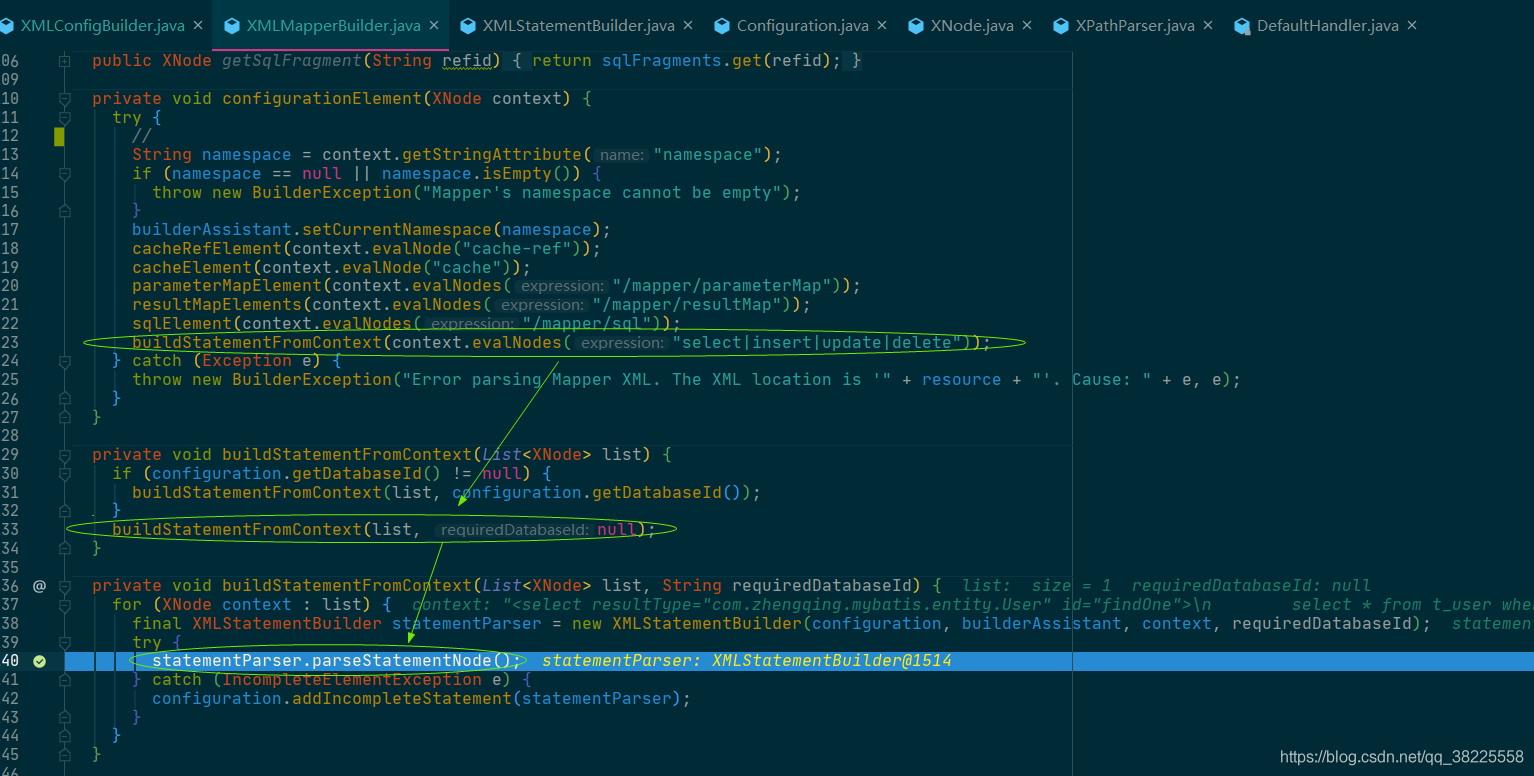 XMLConfigBuilder.java × XMLMapperBuilder.java × XMLStatementBuilder.java × Configuration.java × XNode.java × XPathParser.java × DefaultHandler.java ×
06 public XNode getSqlFragment(String refid) { return sqlFragments.get(refid); }
09
10 private void configurationElement(XNode context) {
11 try {
12 //
13 String namespace = context.getStringAttribute( name: "namespace");
14 if (namespace == null || namespace.isEmpty()) {
15 throw new BuilderException("Mapper's namespace cannot be empty");
16 }
17 builderAssistant.setCurrentNamespace(namespace);
18 cacheRefElement(context.evalNode("cache-ref"));
19 cacheElement(context.evalNode("cache"));
20 parameterMapElement(context.evalNodes( expression: "/mapper/parameterMap"));
21 resultMapElements(context.evalNodes( expression: "/mapper/resultMap"));
22 sqlElement(context.evalNodes( expression: "/mapper/sql"));
23 buildStatementFromContext(context.evalNodes( expression: "select|insert|update|delete"));
24 } catch (Exception e) {
25 throw new BuilderException("Error parsing Mapper XML. The XML location is '" + resource + "'. Cause: " + e, e);
26 }
27 }
28
29 private void buildStatementFromContext(List<XNode> list) {
30 if (configuration.getDatabaseId() != null) {
31 buildStatementFromContext(list, configuration.getDatabaseId());
32 }
33 buildStatementFromContext(list, requiredDatabaseId: null);
34 }
35
36 @ private void buildStatementFromContext(List<XNode> list, String requiredDatabaseId) { list: size = 1 requiredDatabaseId: null
37 for (XNode context : list) { context: "<select resultType="com.zhengqing.mybatis.entity.User" id="findOne">\n select * from t_user whe
38 final XMLStatementBuilder statementParser = new XMLStatementBuilder(configuration, builderAssistant, context, requiredDatabaseId); statement
39 try {
40 statementParser.parseStatementNode(); statementParser: XMLStatementBuilder@1514
41 } catch (IncompleteElementException e) {
42 configuration.addIncompleteStatement(statementParser);
43 }
44 }
45 }
46
https://blog.csdn.net/qq_38225558